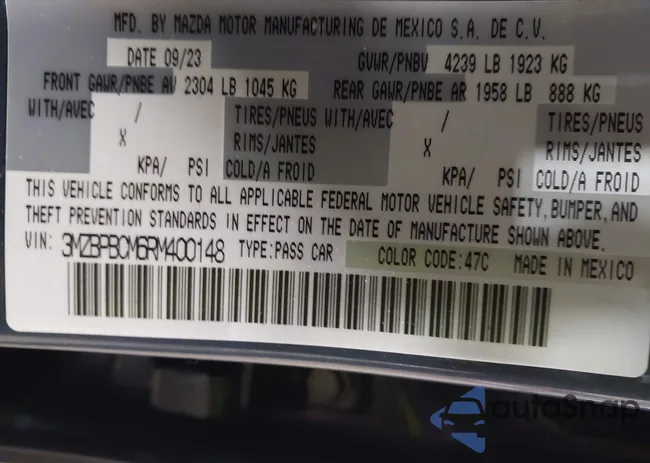 MFD. BY MAZDA MOTOR MANUFACTURING DE MEXICO S.A. DE C.V.
DATE 09/23 GVWR/PNBV 4239 LB 1923 KG
FRONT GAWR/PNBE AV 2304 LB 1045 KG REAR GAWR/PNBE AR 1958 LB 888 KG
WITH/AVEC / TIRES/PNEUS WITH/AVEC / TIRES/PNEUS
X RIMS/JANTES X RIMS/JANTES
KPA/ PSI COLD/A FROID KPA/ PSI COLD/A FROID
THIS VEHICLE CONFORMS TO ALL APPLICABLE FEDERAL MOTOR VEHICLE SAFETY, BUMPER, AND
THEFT PREVENTION STANDARDS IN EFFECT ON THE DATE OF MANUFACTURE SHOWN ABOVE.
VIN: 3MZBPBCM6RM400148 TYPE:PASS CAR COLOR CODE:47C MADE IN MEXICO
autoSnap